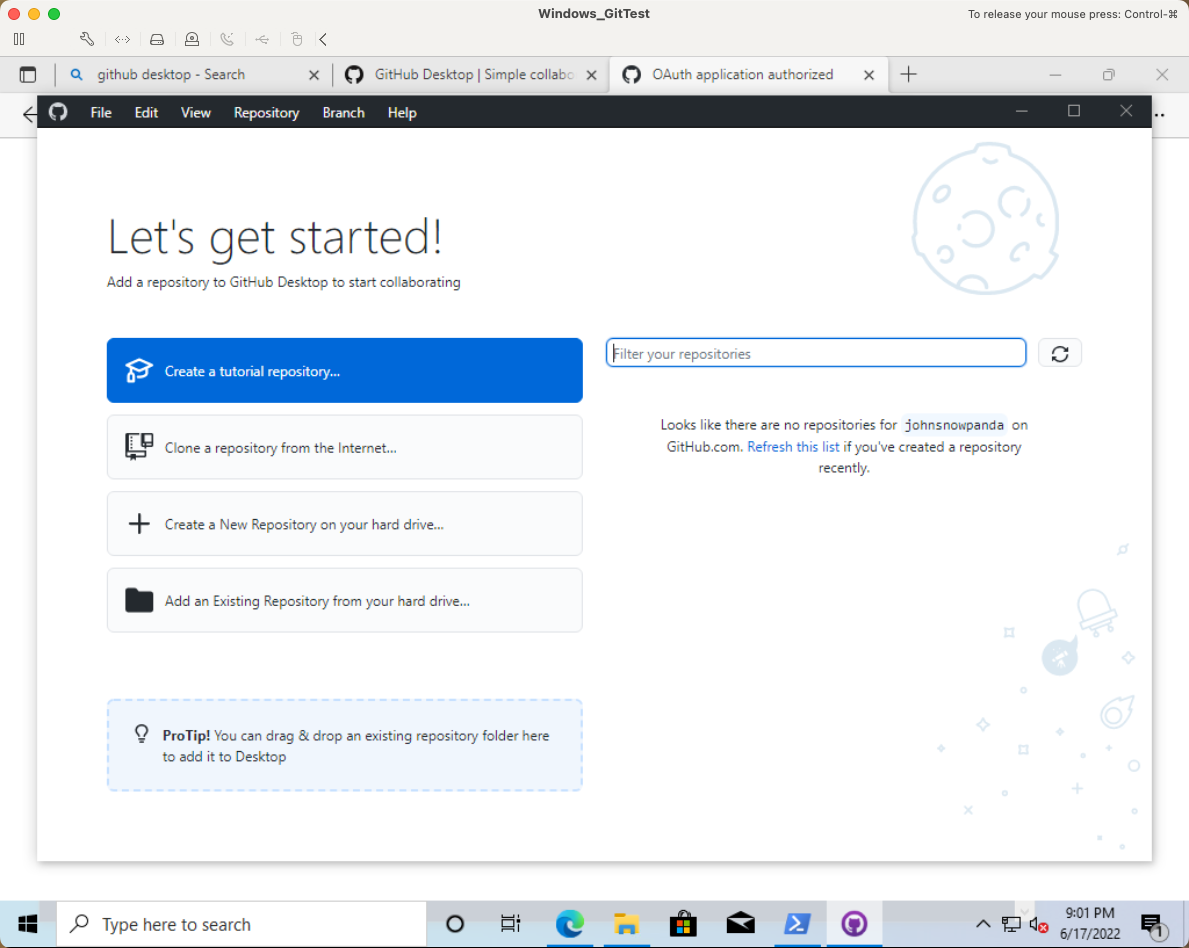 Windows_GitTest
To release your mouse press: Control-⌘
github desktop - Search
GitHub Desktop | Simple collabo
OAuth application authorized
File Edit View Repository Branch Help
Let's get started!
Add a repository to GitHub Desktop to start collaborating
Create a tutorial repository...
Clone a repository from the Internet...
Create a New Repository on your hard drive...
Add an Existing Repository from your hard drive...
Filter your repositories
Looks like there are no repositories for johnsnowpanda on
GitHub.com. Refresh this list if you've created a repository
recently.
ProTip! You can drag & drop an existing repository folder here
to add it to Desktop
Type here to search
9:01 PM
6/17/2022
1